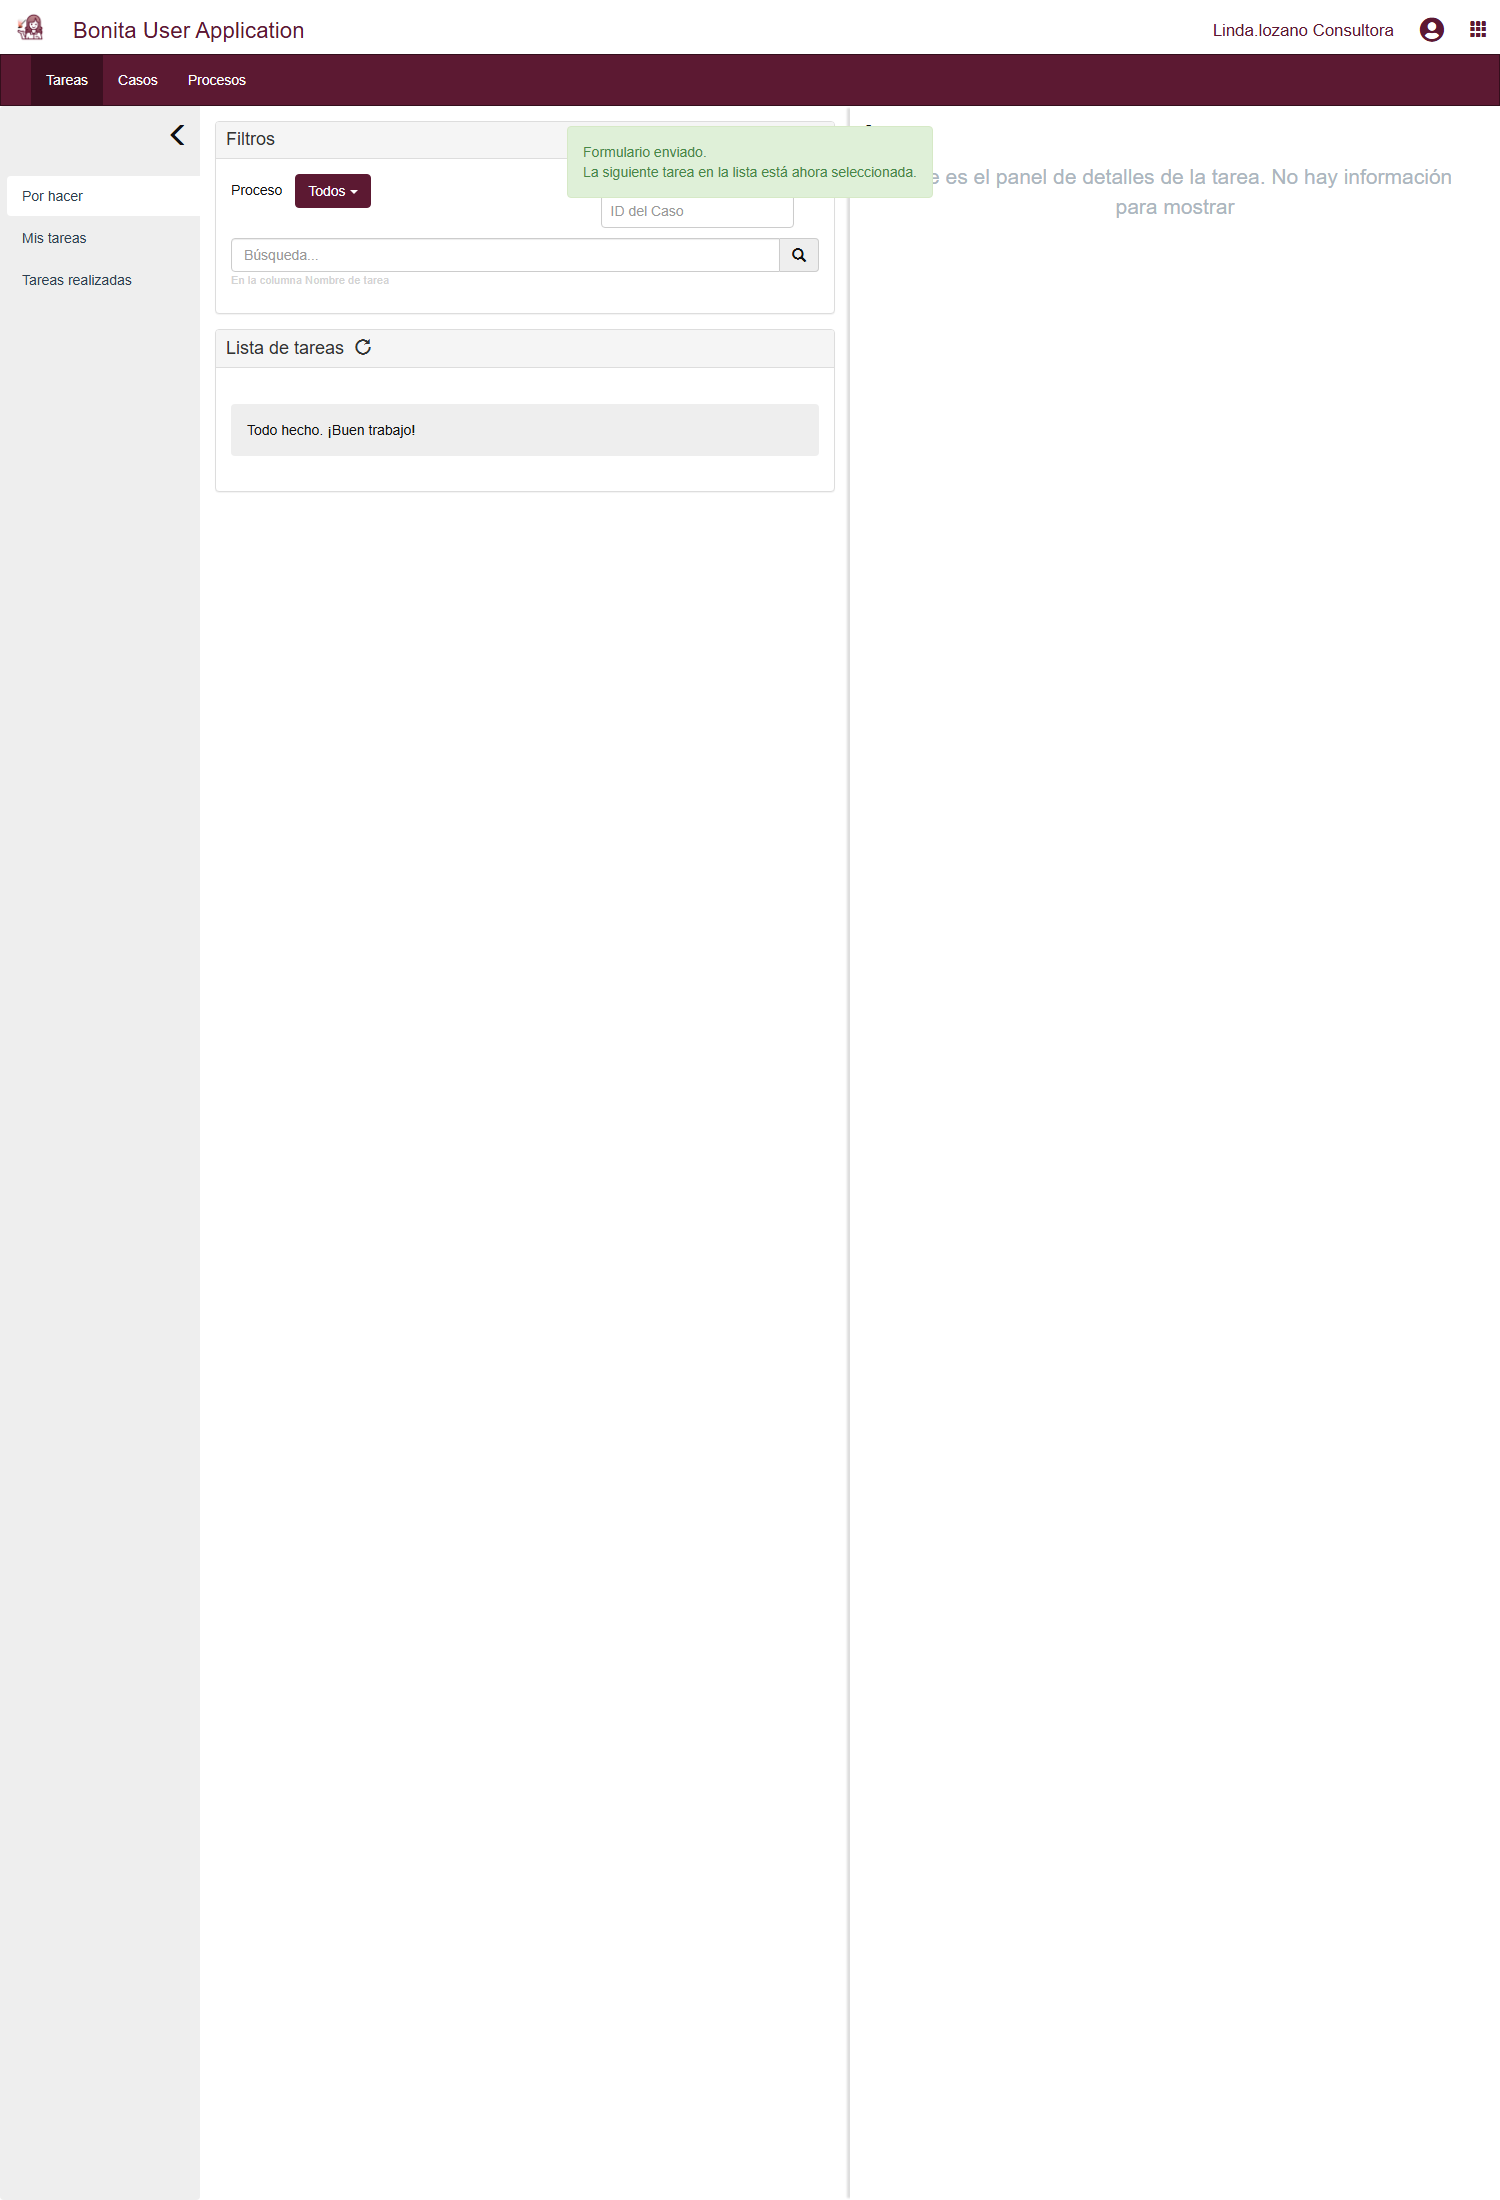 Bonita User Application
Linda.lozano Consultora
Tareas
Casos
Procesos
Por hacer
Mis tareas
Tareas realizadas
Filtros
Formulario enviado.
La siguiente tarea en la lista está ahora seleccionada.
Proceso
Todos
ID del Caso
Búsqueda...
En la columna Nombre de tarea
Lista de tareas
Todo hecho. ¡Buen trabajo!
es el panel de detalles de la tarea. No hay información
para mostrar